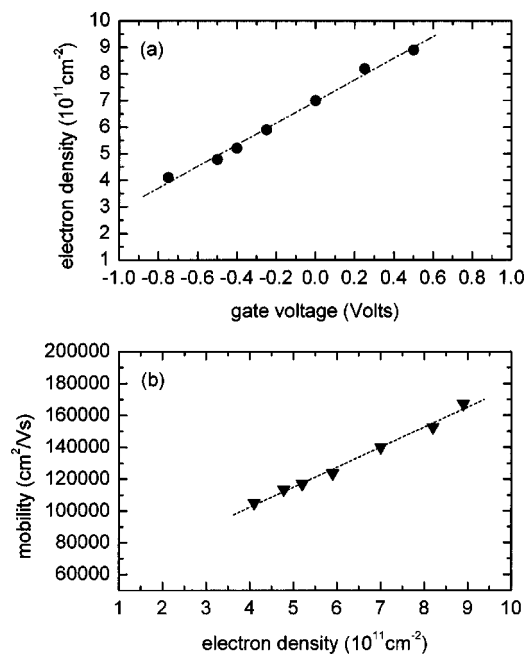 (a)
electron density (10¹¹cm⁻²)
10
9
8
7
6
5
4
3
2
1
-1.0 -0.8 -0.6 -0.4 -0.2 0.0 0.2 0.4 0.6 0.8 1.0
gate voltage (Volts)
(b)
mobility (cm²/Vs)
200000
180000
160000
140000
120000
100000
80000
60000
1 2 3 4 5 6 7 8 9 10
electron density (10¹¹cm⁻²)